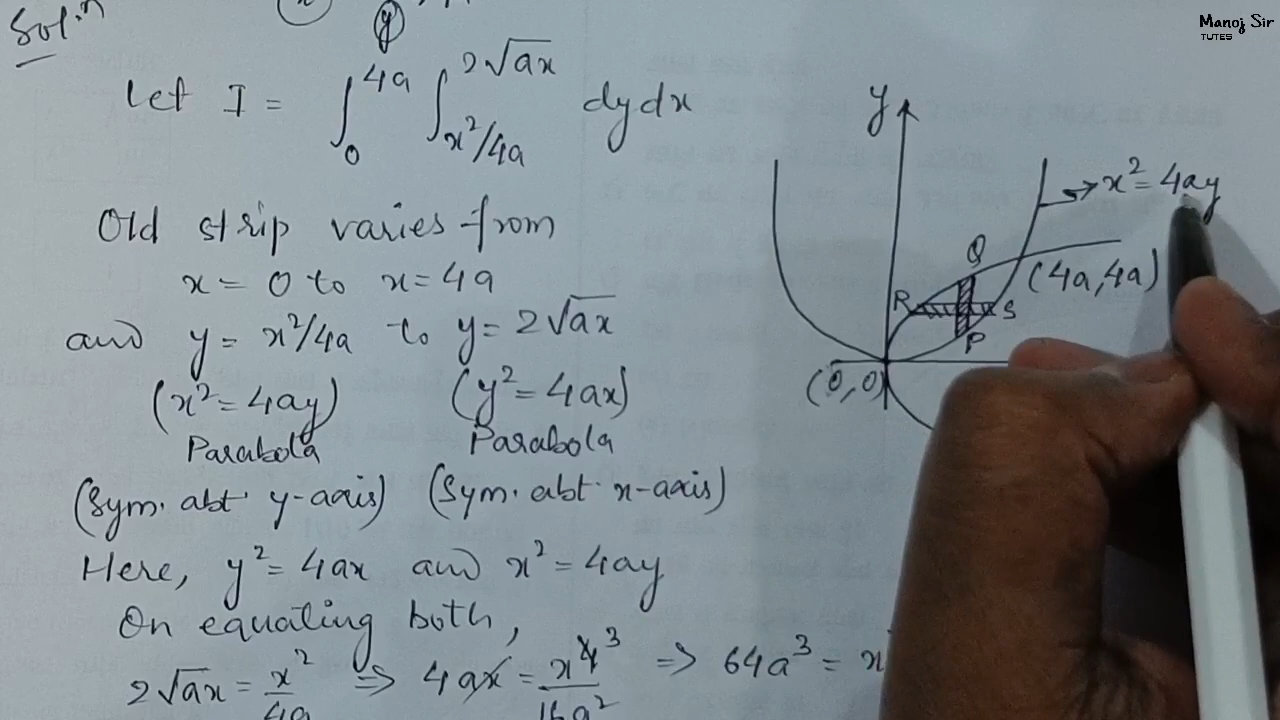 Sol.ⁿ
Manoj Sir
TUTES
Let I = ∫₀^4a ∫_x²/4a^2√ax dydx
Old strip varies from
x = 0 to x = 4a
and y = x²/4a to y = 2√ax
(x² = 4ay) (y² = 4ax)
Parabola Parabola
(Sym. abt. y-axis) (Sym. abt. x-axis)
Here, y² = 4ax and x² = 4ay
On equating both,
2√ax = x²/4a ⇒ 4ax = x⁴ ³/16a² ⇒ 64a³ = x
y
x² = 4ay
Q
(4a, 4a)
R
S
P
(0,0)